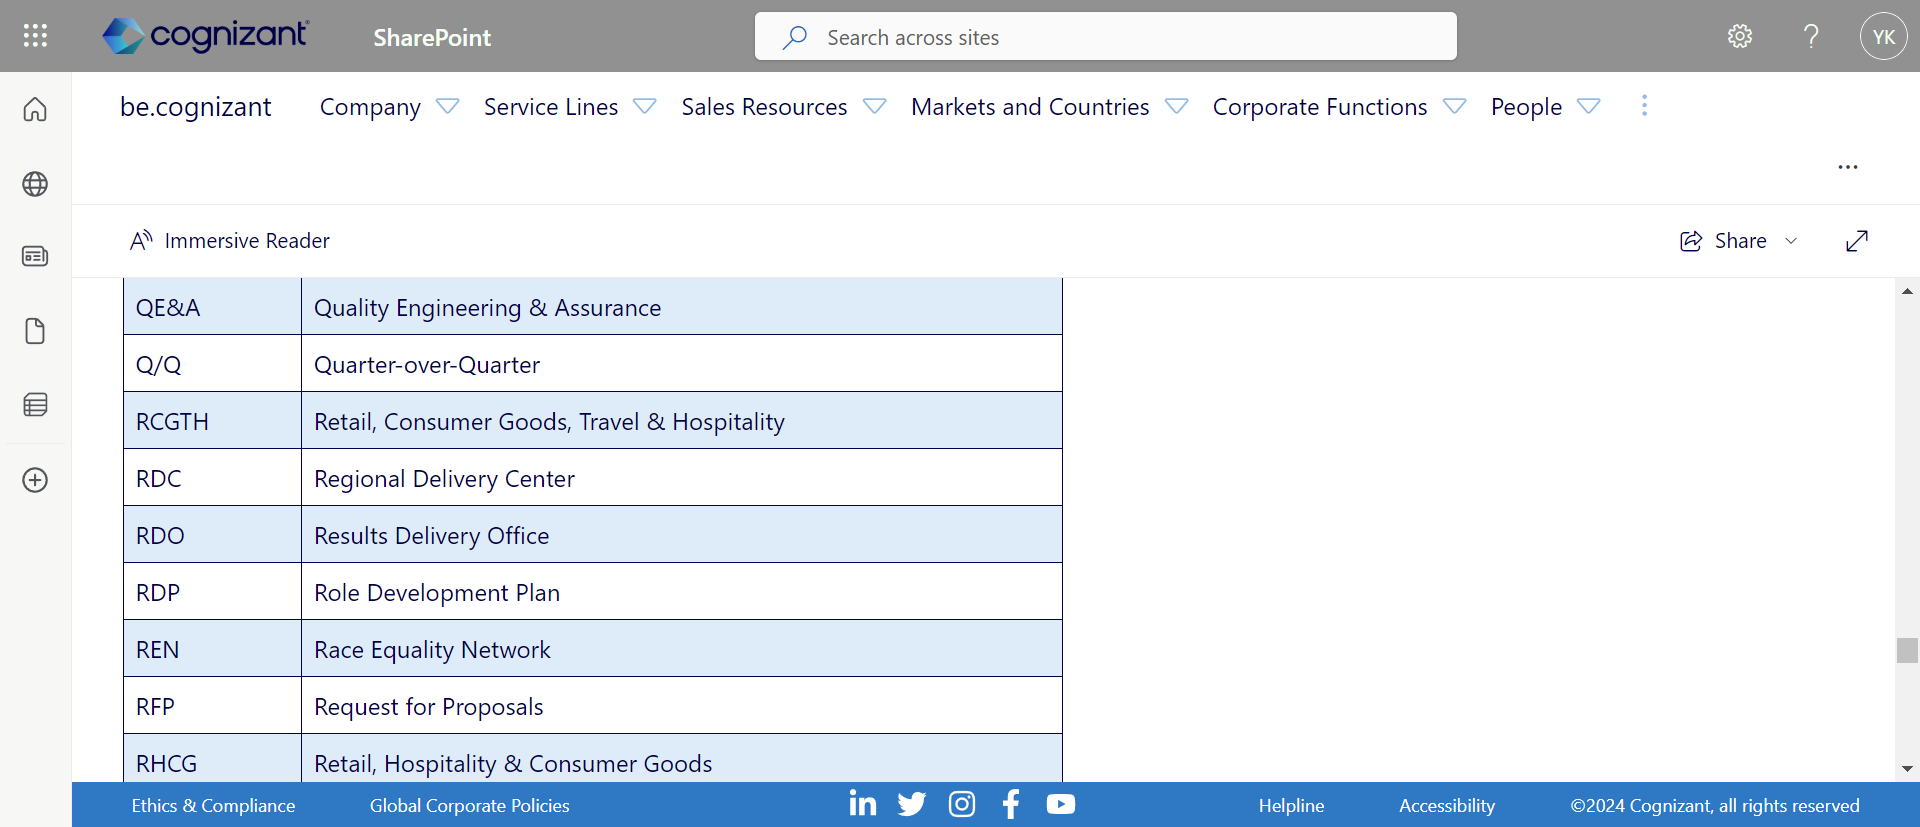 cognizant SharePoint Search across sites ? YK
be.cognizant Company Service Lines Sales Resources Markets and Countries Corporate Functions People
Immersive Reader Share
QE&A Quality Engineering & Assurance
Q/Q Quarter-over-Quarter
RCGTH Retail, Consumer Goods, Travel & Hospitality
RDC Regional Delivery Center
RDO Results Delivery Office
RDP Role Development Plan
REN Race Equality Network
RFP Request for Proposals
RHCG Retail, Hospitality & Consumer Goods
Ethics & Compliance Global Corporate Policies Helpline Accessibility ©2024 Cognizant, all rights reserved